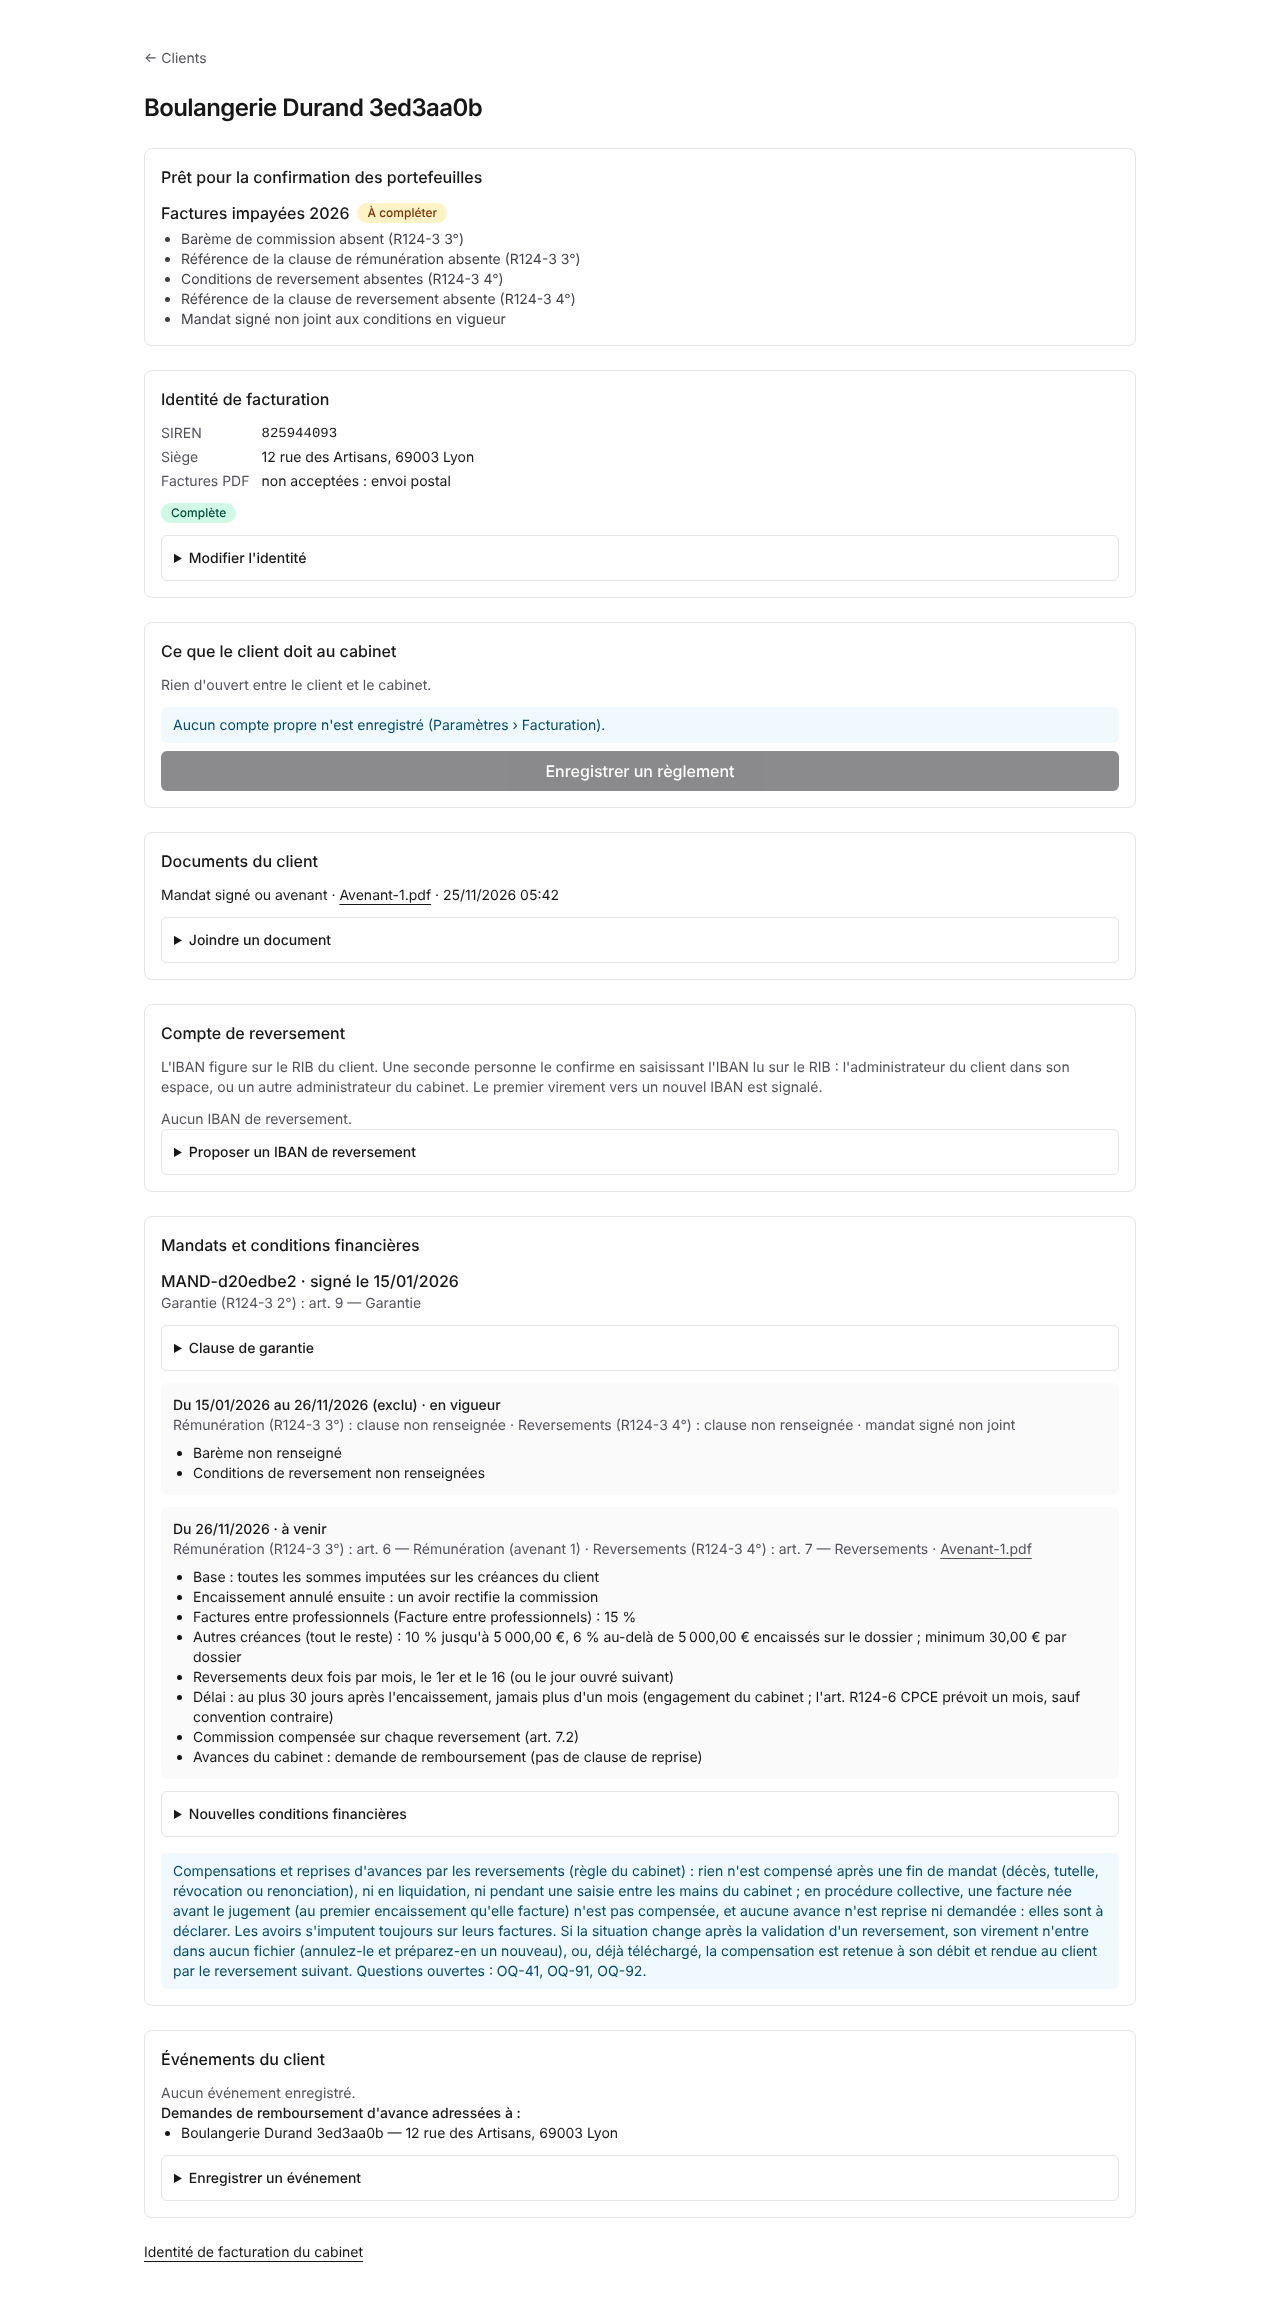 ← Clients
Boulangerie Durand 3ed3aa0b
Prêt pour la confirmation des portefeuilles
Factures impayées 2026 À compléter
• Barème de commission absent (R124-3 3°)
• Référence de la clause de rémunération absente (R124-3 3°)
• Conditions de reversement absentes (R124-3 4°)
• Référence de la clause de reversement absente (R124-3 4°)
• Mandat signé non joint aux conditions en vigueur
Identité de facturation
SIREN 825944093
Siège 12 rue des Artisans, 69003 Lyon
Factures PDF non acceptées : envoi postal
Complète
▶ Modifier l'identité
Ce que le client doit au cabinet
Rien d'ouvert entre le client et le cabinet.
Aucun compte propre n'est enregistré (Paramètres › Facturation).
Enregistrer un règlement
Documents du client
Mandat signé ou avenant · Avenant-1.pdf · 25/11/2026 05:42
▶ Joindre un document
Compte de reversement
L'IBAN figure sur le RIB du client. Une seconde personne le confirme en saisissant l'IBAN lu sur le RIB : l'administrateur du client dans son
espace, ou un autre administrateur du cabinet. Le premier virement vers un nouvel IBAN est signalé.
Aucun IBAN de reversement.
▶ Proposer un IBAN de reversement
Mandats et conditions financières
MAND-d20edbe2 · signé le 15/01/2026
Garantie (R124-3 2°) : art. 9 — Garantie
▶ Clause de garantie
Du 15/01/2026 au 26/11/2026 (exclu) · en vigueur
Rémunération (R124-3 3°) : clause non renseignée · Reversements (R124-3 4°) : clause non renseignée · mandat signé non joint
• Barème non renseigné
• Conditions de reversement non renseignées
Du 26/11/2026 · à venir
Rémunération (R124-3 3°) : art. 6 — Rémunération (avenant 1) · Reversements (R124-3 4°) : art. 7 — Reversements · Avenant-1.pdf
• Base : toutes les sommes imputées sur les créances du client
• Encaissement annulé ensuite : un avoir rectifie la commission
• Factures entre professionnels (Facture entre professionnels) : 15 %
• Autres créances (tout le reste) : 10 % jusqu'à 5 000,00 €, 6 % au-delà de 5 000,00 € encaissés sur le dossier ; minimum 30,00 € par
dossier
• Reversements deux fois par mois, le 1er et le 16 (ou le jour ouvré suivant)
• Délai : au plus 30 jours après l'encaissement, jamais plus d'un mois (engagement du cabinet ; l'art. R124-6 CPCE prévoit un mois, sauf
convention contraire)
• Commission compensée sur chaque reversement (art. 7.2)
• Avances du cabinet : demande de remboursement (pas de clause de reprise)
▶ Nouvelles conditions financières
Compensations et reprises d'avances par les reversements (règle du cabinet) : rien n'est compensé après une fin de mandat (décès, tutelle,
révocation ou renonciation), ni en liquidation, ni pendant une saisie entre les mains du cabinet ; en procédure collective, une facture née
avant le jugement (au premier encaissement qu'elle facture) n'est pas compensée, et aucune avance n'est reprise ni demandée : elles sont à
déclarer. Les avoirs s'imputent toujours sur leurs factures. Si la situation change après la validation d'un reversement, son virement n'entre
dans aucun fichier (annulez-le et préparez-en un nouveau), ou, déjà téléchargé, la compensation est retenue à son débit et rendue au client
par le reversement suivant. Questions ouvertes : OQ-41, OQ-91, OQ-92.
Événements du client
Aucun événement enregistré.
Demandes de remboursement d'avance adressées à :
• Boulangerie Durand 3ed3aa0b — 12 rue des Artisans, 69003 Lyon
▶ Enregistrer un événement
Identité de facturation du cabinet